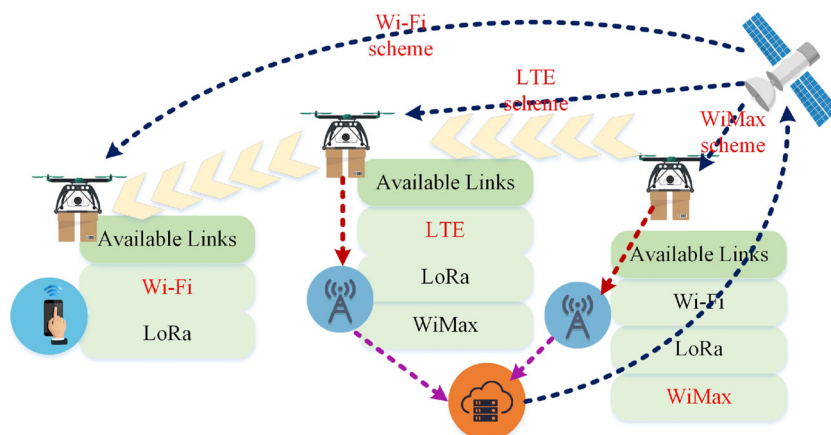 Wi-Fi
scheme
LTE
scheme
WiMax
scheme
Available Links
Wi-Fi
LoRa
Available Links
LTE
LoRa
WiMax
Available Links
Wi-Fi
LoRa
WiMax